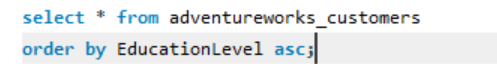 select * from adventureworks_customers
order by EducationLevel asc;